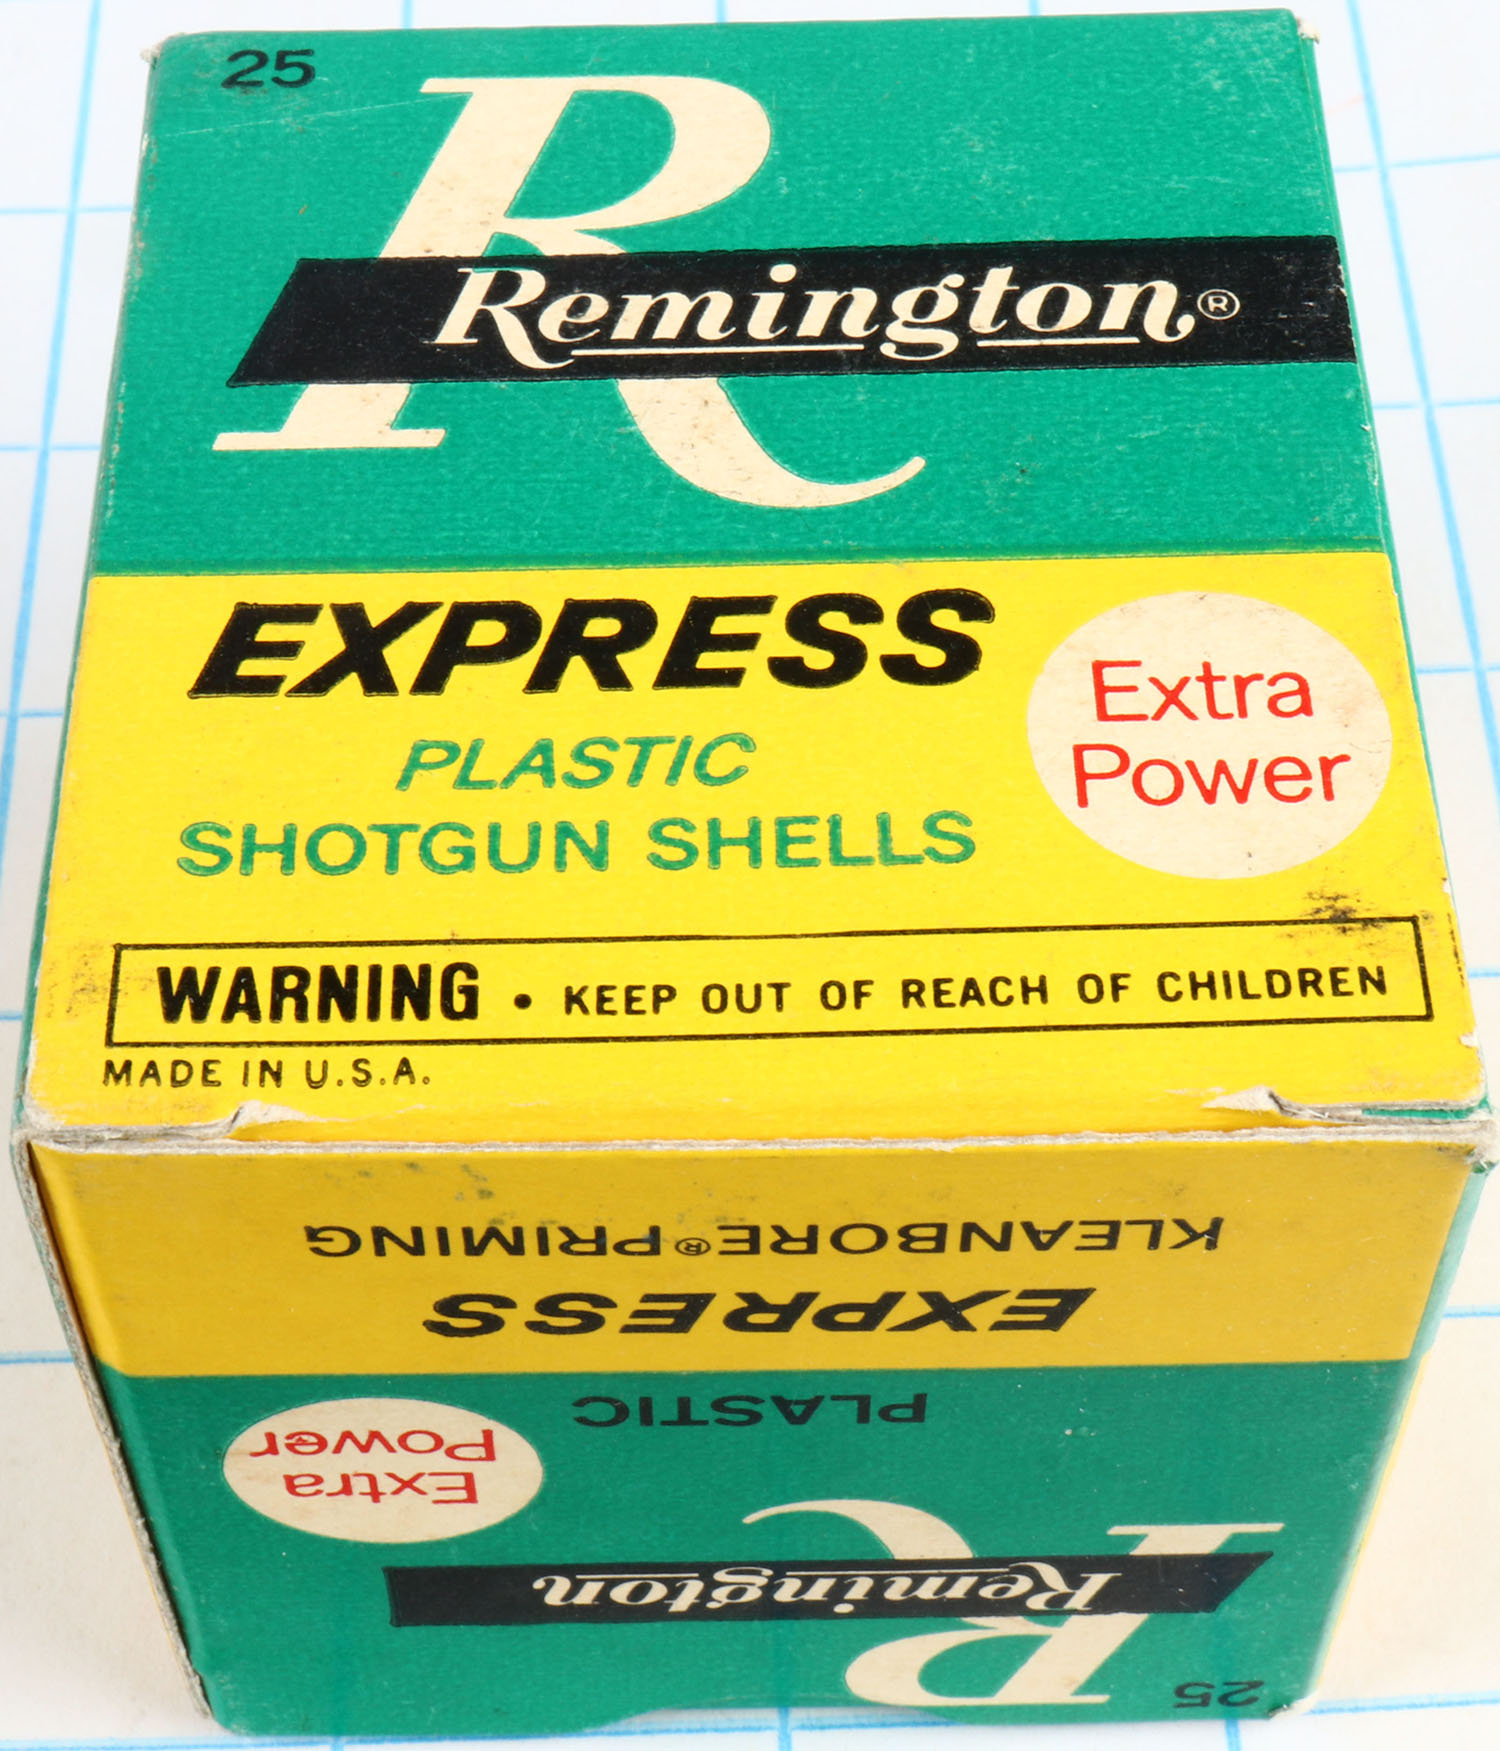 25
R
Remington®
EXPRESS
PLASTIC
SHOTGUN SHELLS
Extra
Power
WARNING • KEEP OUT OF REACH OF CHILDREN
MADE IN U.S.A.
25
R
Remington
Extra
Power
PLASTIC
EXPRESS
KLEANBORE® PRIMING